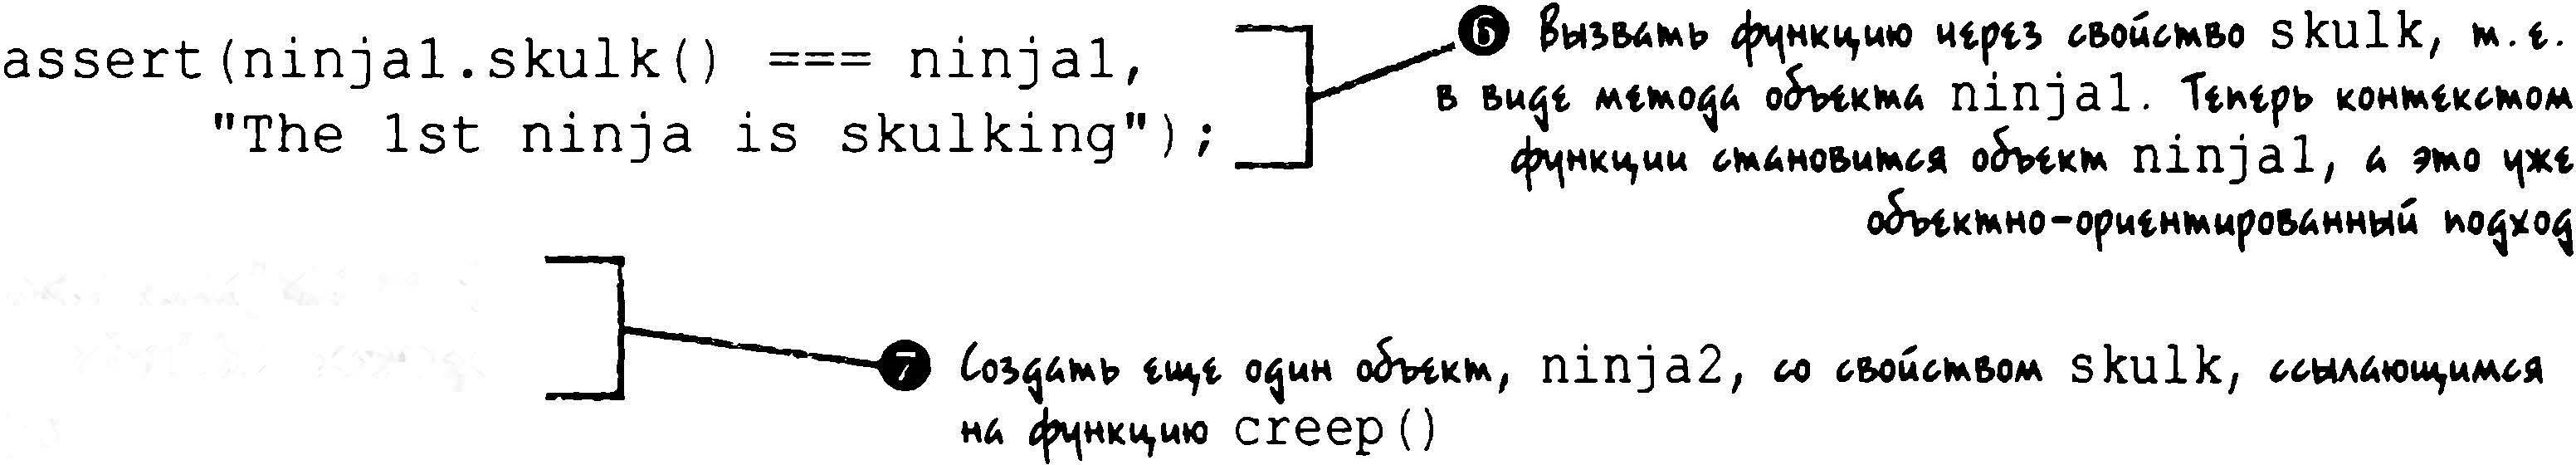 assert(ninja1.skulk() === ninja1,
"The 1st ninja is skulking");
6 Вызвать функцию через свойство skulk, т.е.
в виде метода объекта ninja1. Теперь контекстом
функции становится объект ninja1, а это уже
объектно-ориентированный подход
7 Создать еще один объект, ninja2, со свойством skulk, ссылающимся
на функцию creep()